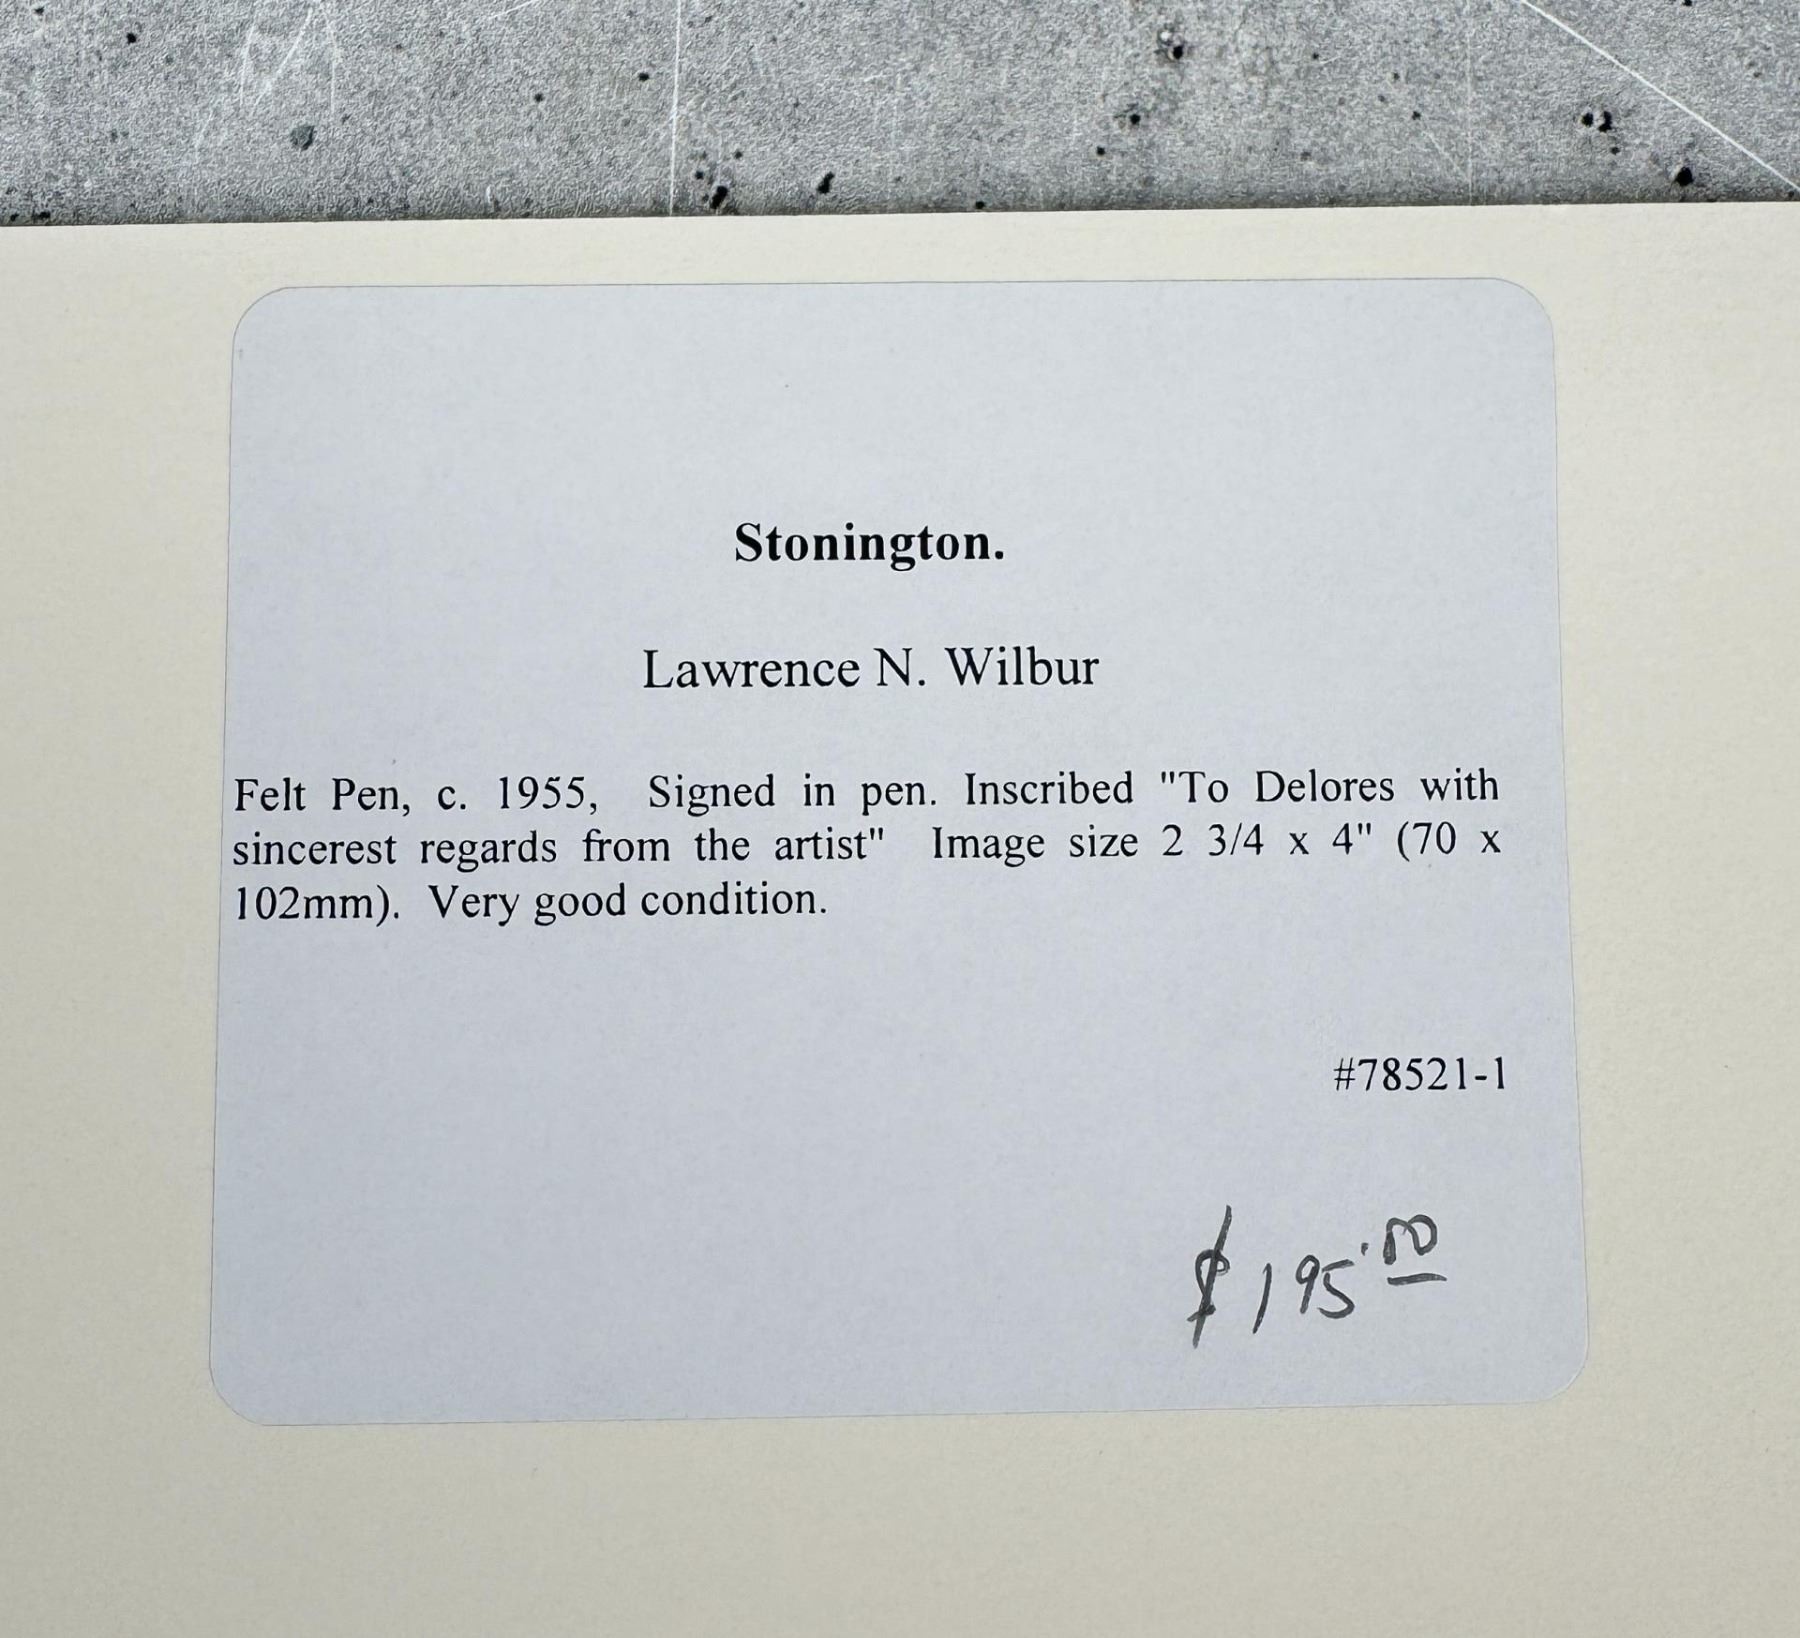 Stonington.
Lawrence N. Wilbur
Felt Pen, c. 1955, Signed in pen. Inscribed "To Delores with
sincerest regards from the artist" Image size 2 3/4 x 4" (70 x
102mm). Very good condition.
#78521-1
$195.00